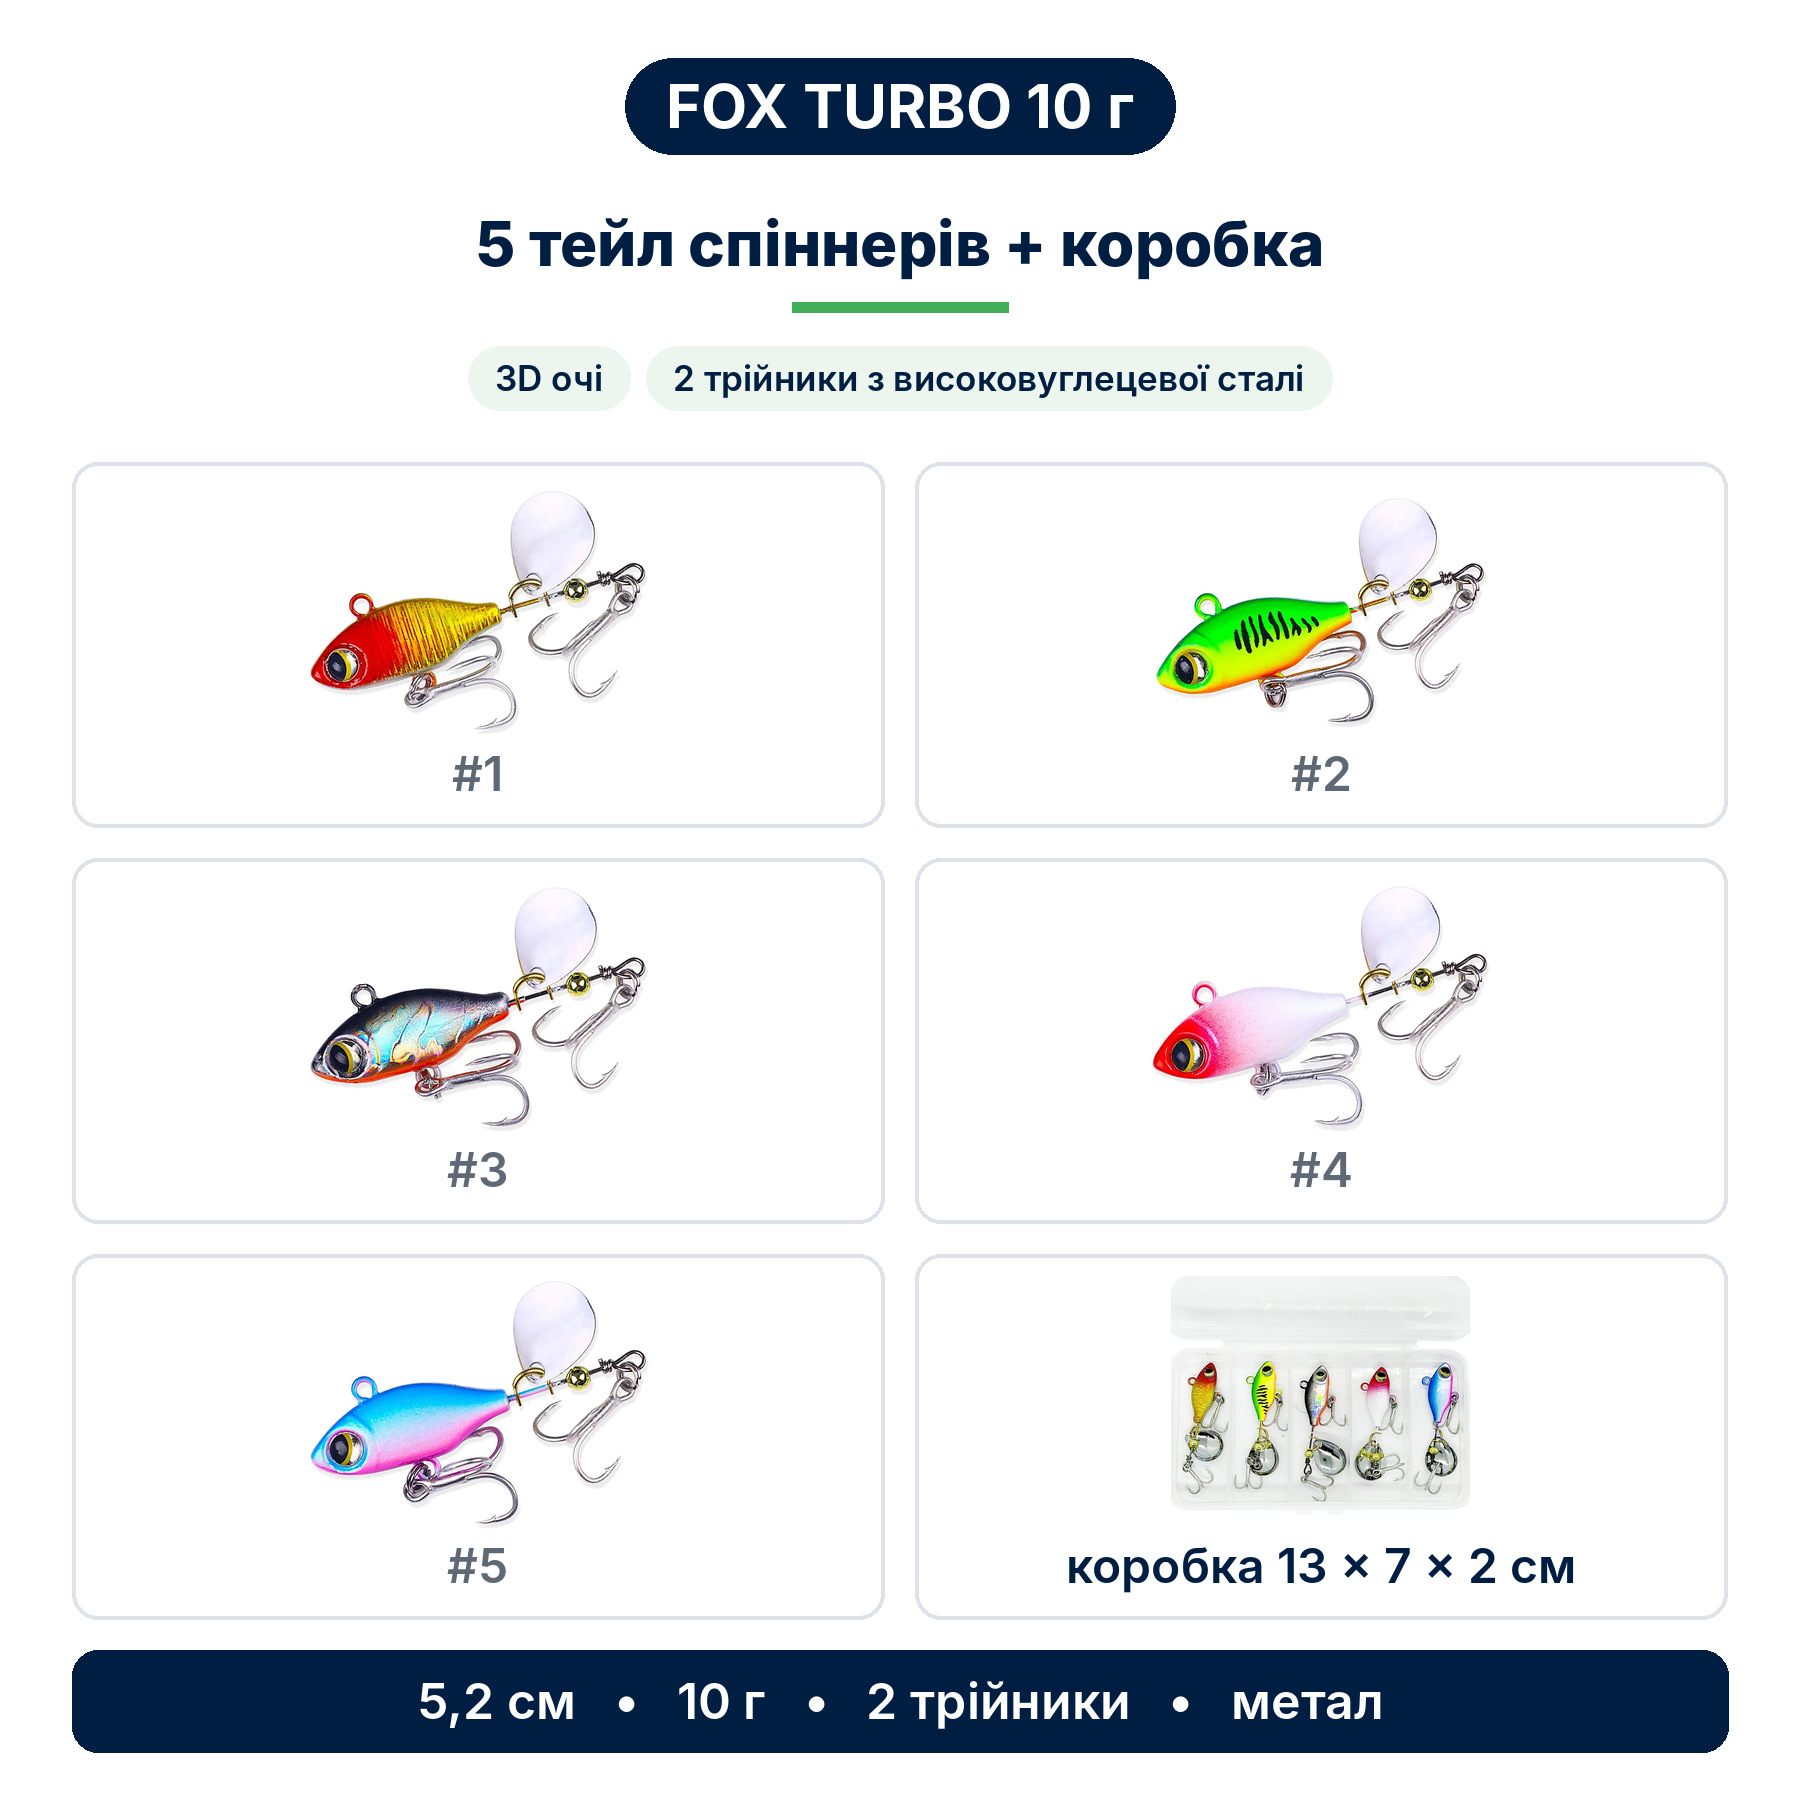 FOX TURBO 10 г
5 тейл спіннерів + коробка
3D очі
2 трійники з високовуглецевої сталі
#1
#2
#3
#4
#5
коробка 13 × 7 × 2 см
5,2 см • 10 г • 2 трійники • метал